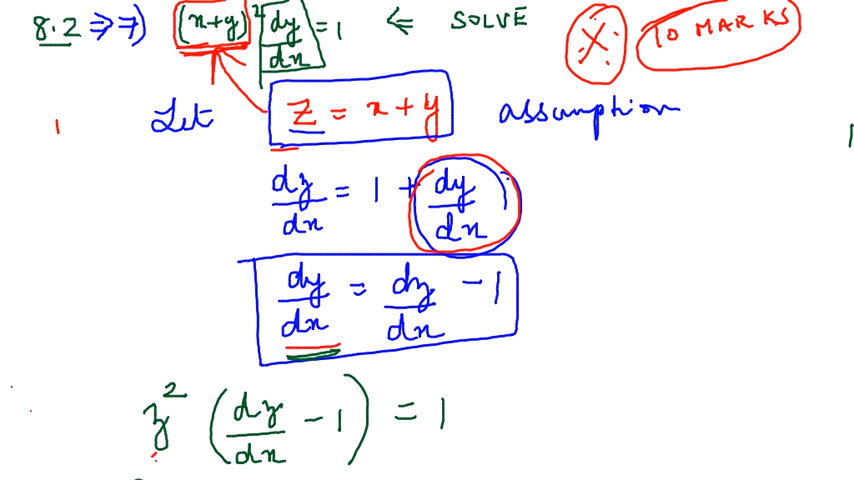 8.2 ⇒⇒) (x+y)² dy/dx = 1 ⇐ SOLVE X 10 MARKS
1 Let z = x + y assumption 1
dz/dx = 1 + dy/dx
dy/dx = dz/dx - 1
z² (dz/dx - 1) = 1